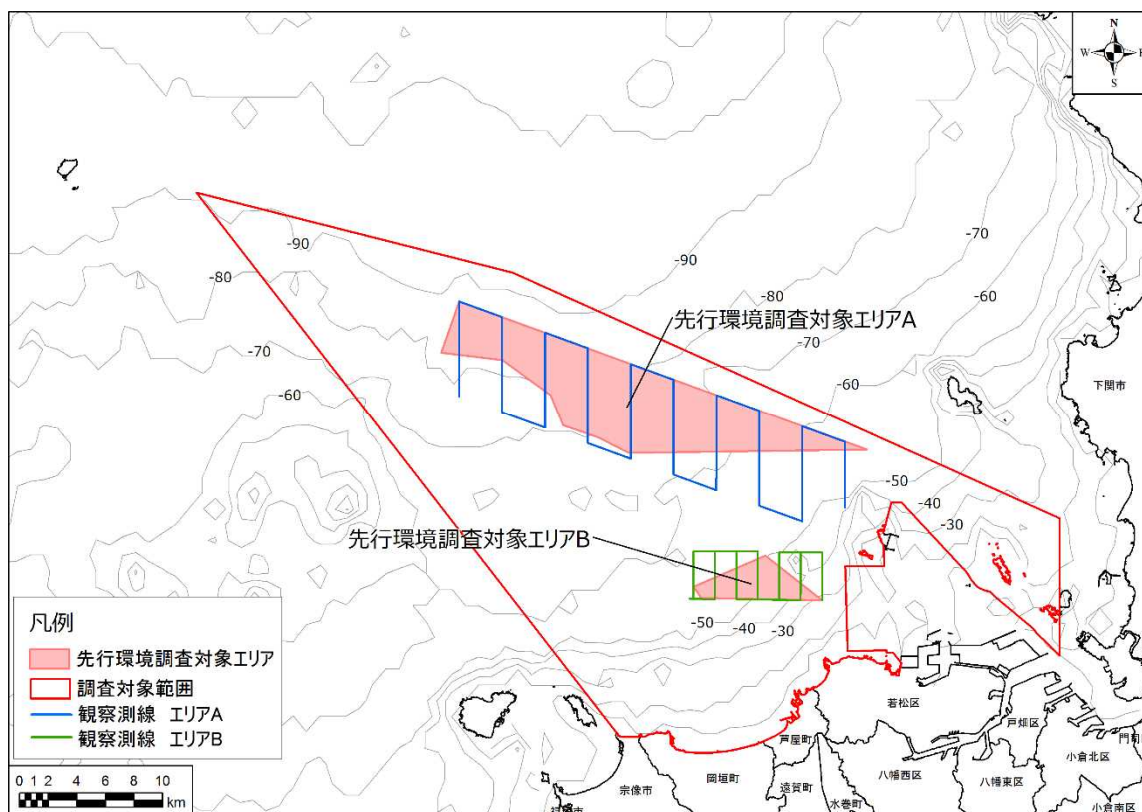 N
W
E
S
-90
-80
-70
-60
-90
-80
-70
-60
-70
-60
-50
-40
-30
先行環境調査対象エリアA
下関市
先行環境調査対象エリアB
-50
-40
-30
凡例
先行環境調査対象エリア
調査対象範囲
観察測線 エリアA
観察測線 エリアB
0 1 2 4 6 8 10
km
若松区
戸畑区
芦屋町
小倉北区
宗像市
岡垣町
遠賀町
八幡西区
八幡東区
水巻町
小倉南区